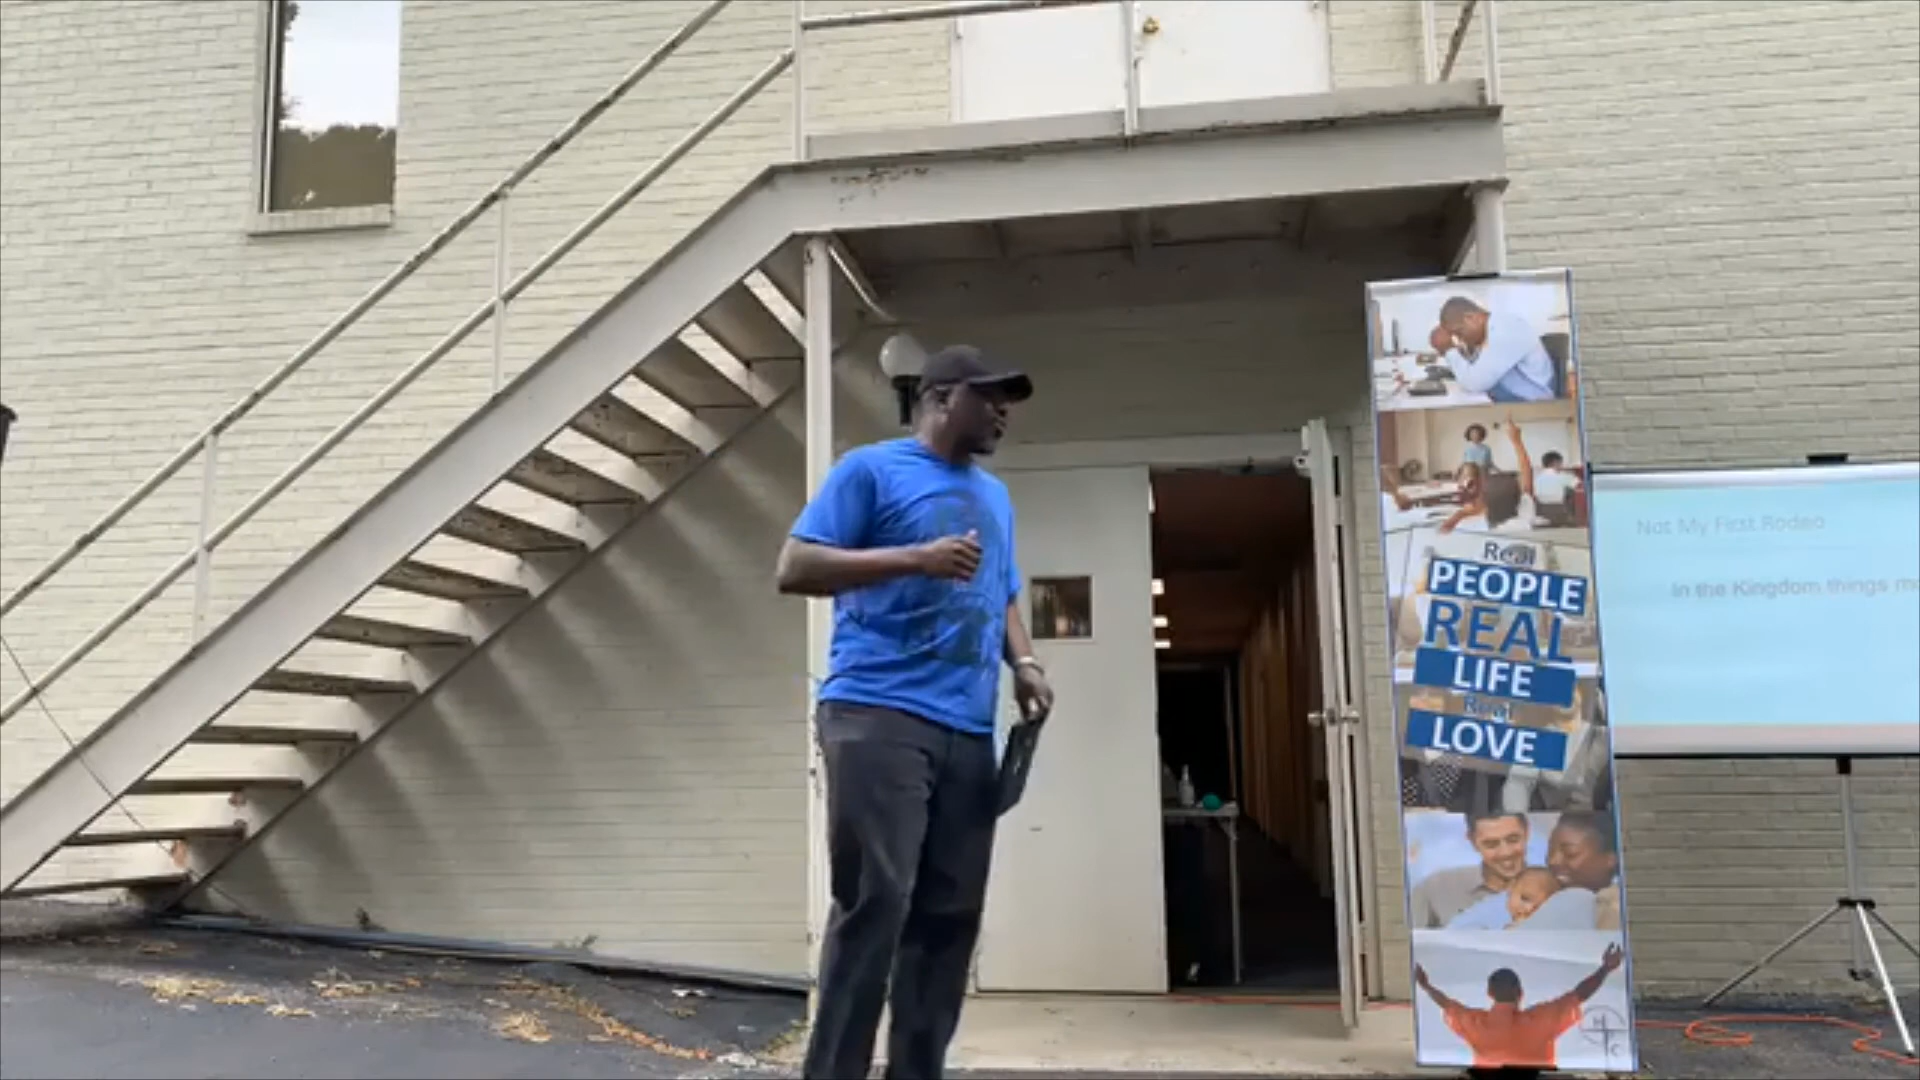 Real
PEOPLE
REAL
LIFE
Real
LOVE
Not My First Rodeo
In the Kingdom things